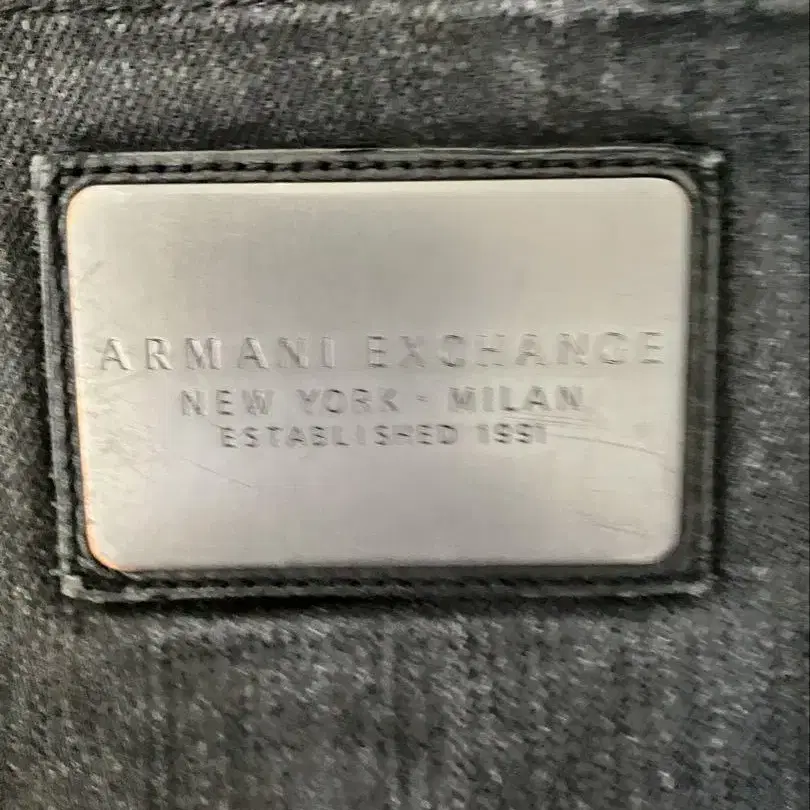 ARMANI EXCHANGE
NEW YORK - MILAN
ESTABLISHED 1991